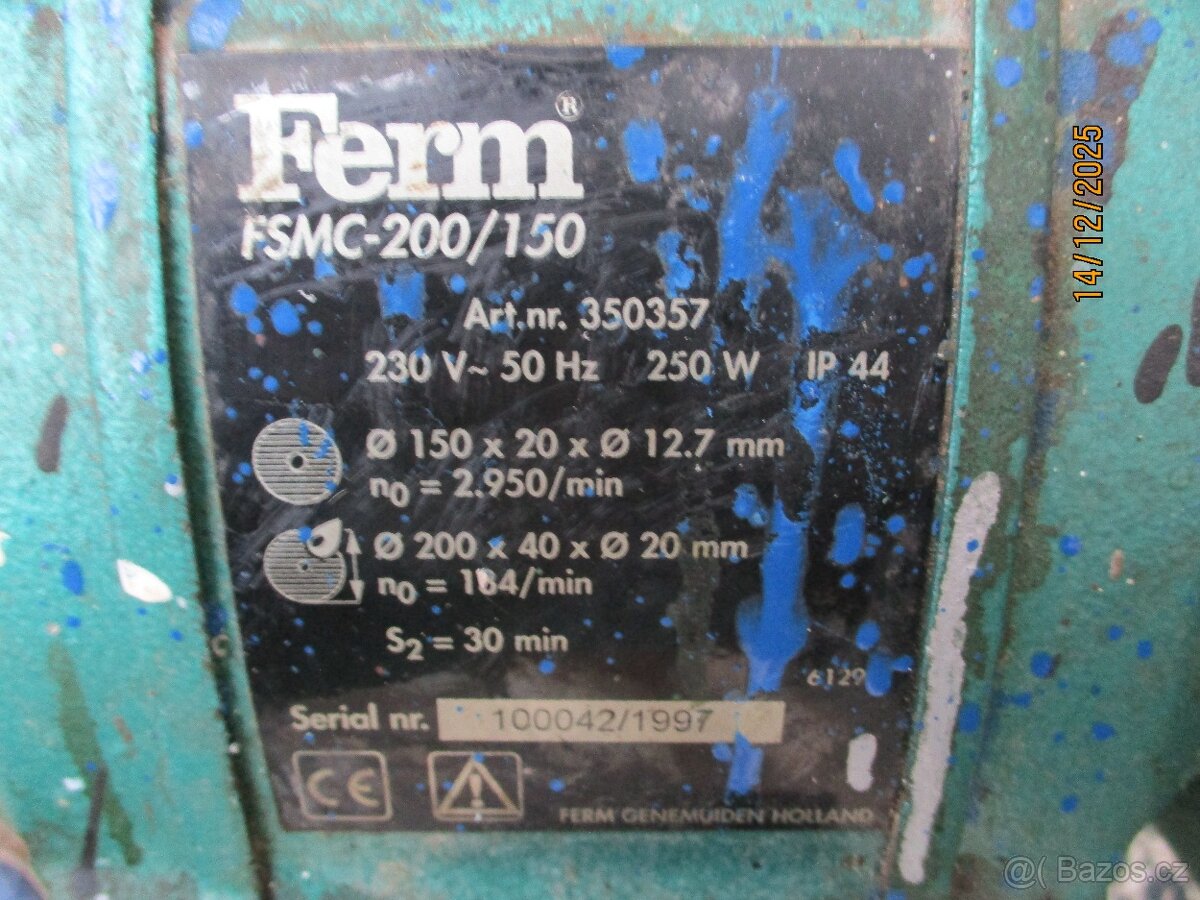 Ferm®
FSMC-200/150
Art.nr. 350357
230 V~ 50 Hz 250 W IP 44
Ø 150 x 20 x Ø 12.7 mm
n0 = 2.950/min
Ø 200 x 40 x Ø 20 mm
n0 = 134/min
S2 = 30 min
6129
Serial nr. 100042/1997
CE
FERM GENEMUIDEN HOLLAND
14/12/2025
Bazos.cz